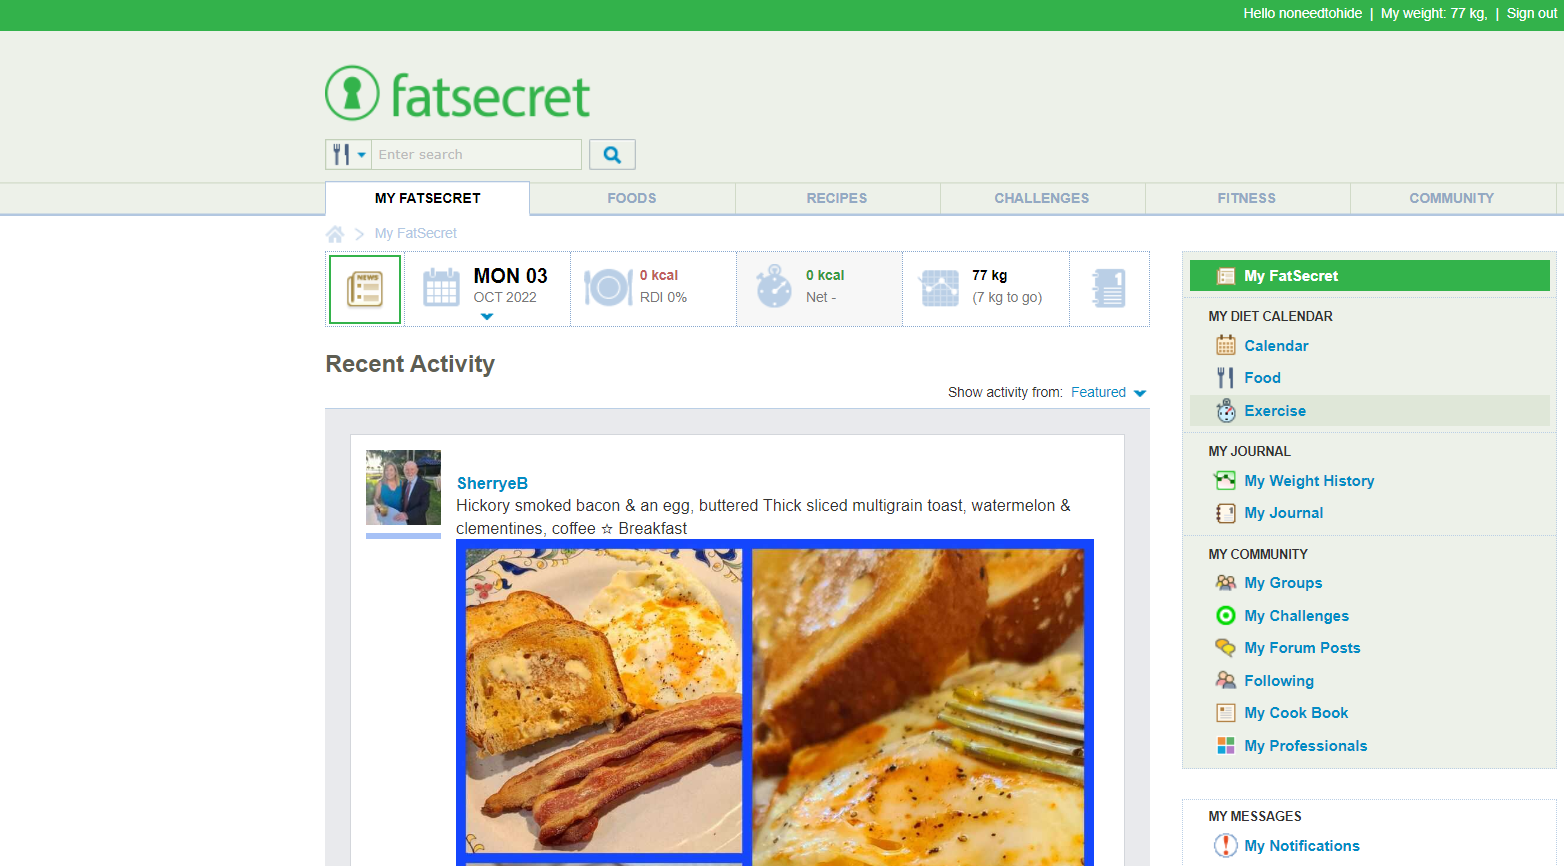 Hello noneedtohide | My weight: 77 kg, | Sign out
fatsecret
Enter search
MY FATSECRET
FOODS
RECIPES
CHALLENGES
FITNESS
COMMUNITY
My FatSecret
NEWS
MON 03
OCT 2022
0 kcal
RDI 0%
0 kcal
Net -
77 kg
(7 kg to go)
1
Recent Activity
Show activity from: Featured
SherryeB
Hickory smoked bacon & an egg, buttered Thick sliced multigrain toast, watermelon &
clementines, coffee ☆ Breakfast
My FatSecret
MY DIET CALENDAR
Calendar
Food
Exercise
MY JOURNAL
My Weight History
My Journal
MY COMMUNITY
My Groups
My Challenges
My Forum Posts
Following
My Cook Book
My Professionals
MY MESSAGES
My Notifications